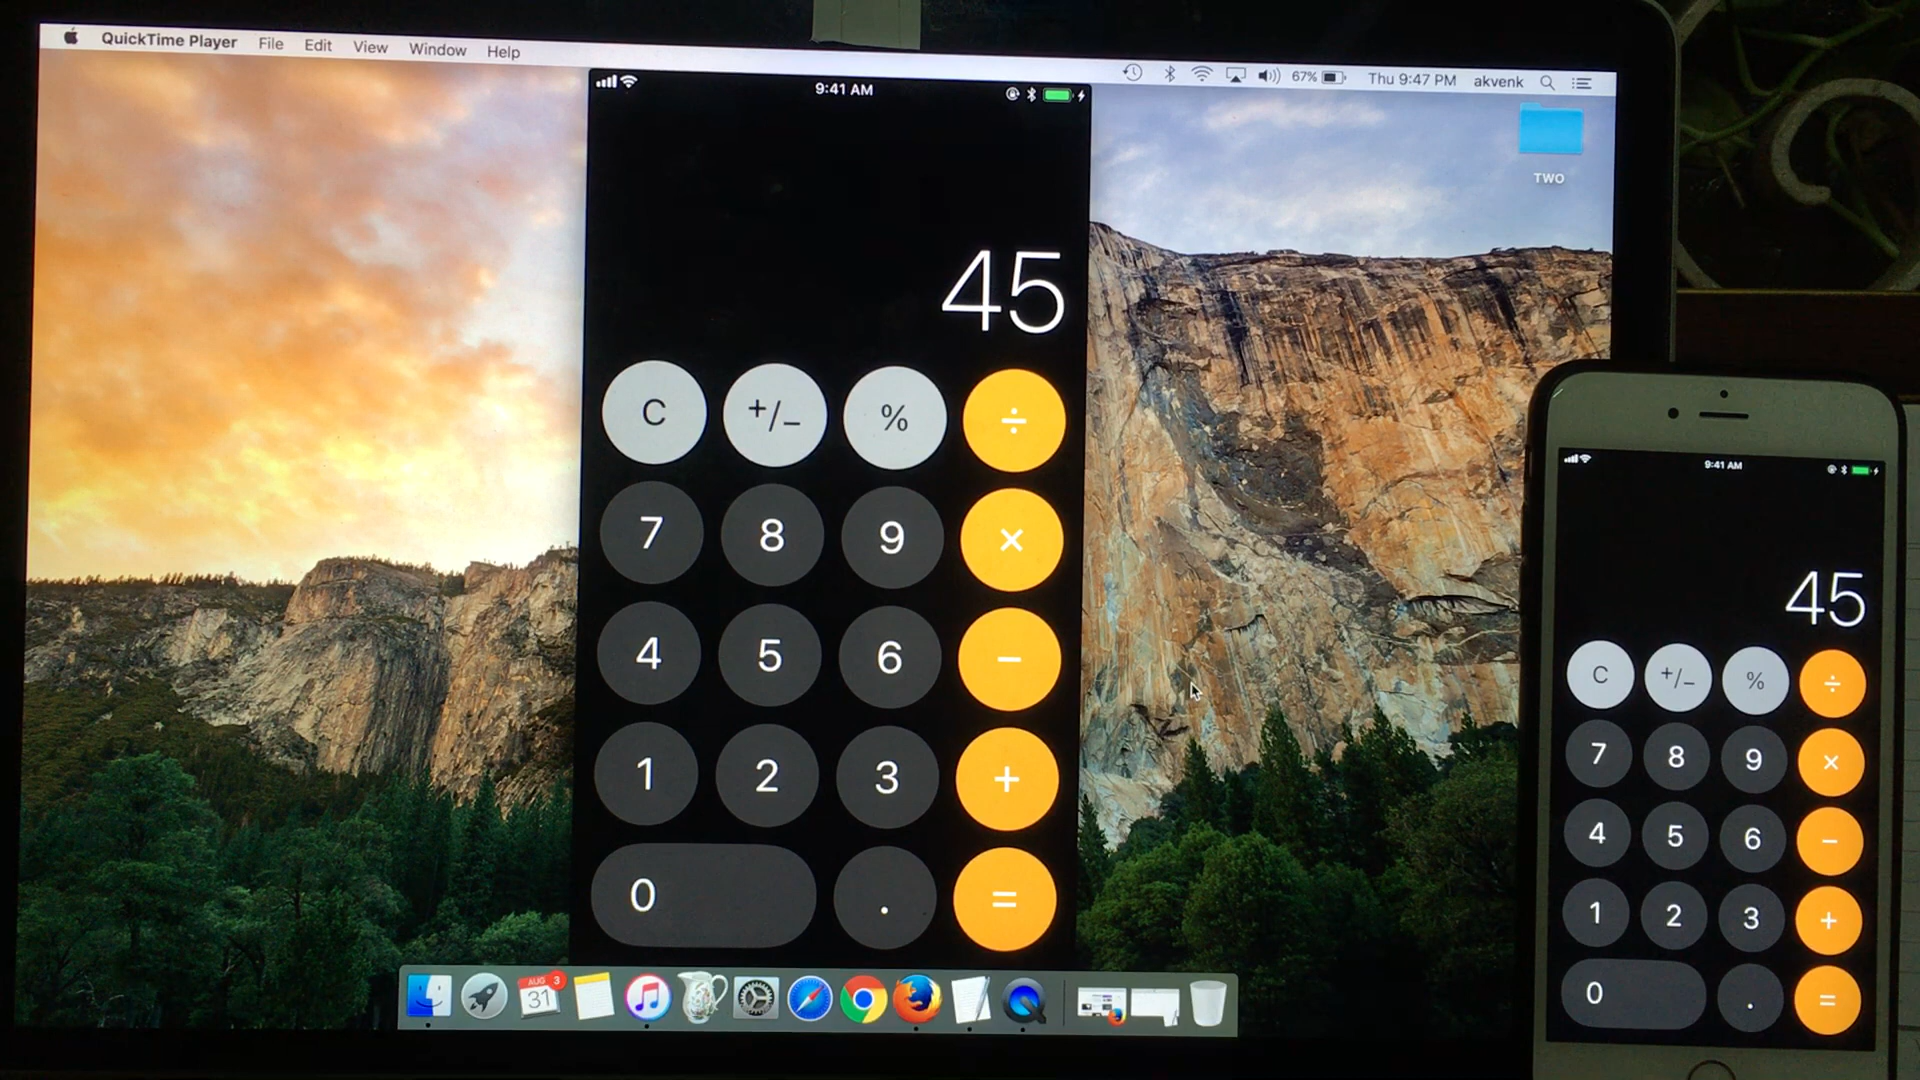 QuickTime Player File Edit View Window Help
67% Thu 9:47 PM akvenk
TWO
9:41 AM
45
C +/− % ÷
7 8 9 ×
4 5 6 −
1 2 3 +
0 . =
AUG 3
31
9:41 AM
45
C +/− % ÷
7 8 9 ×
4 5 6 −
1 2 3 +
0 . =